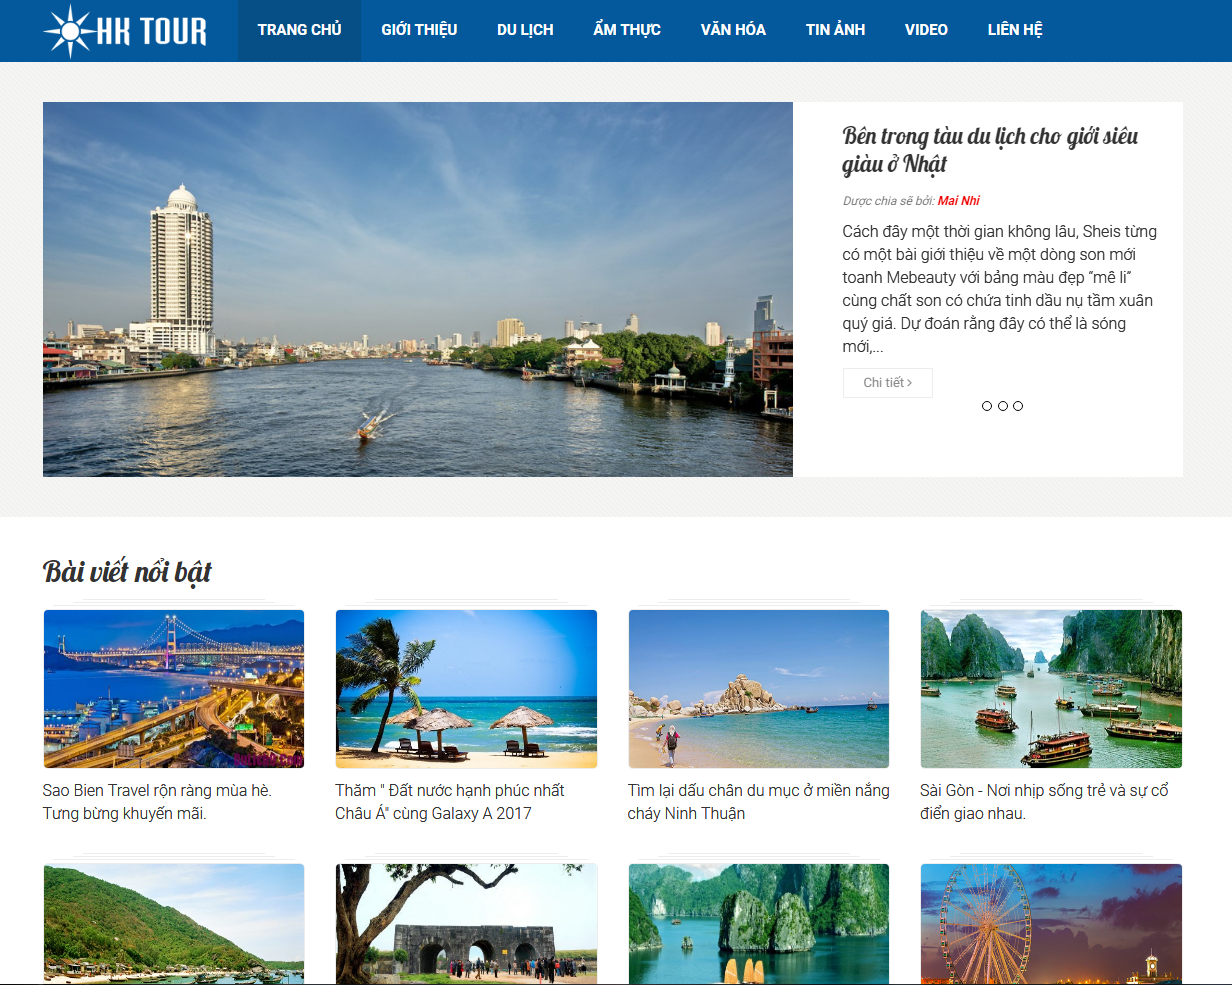 HK TOUR
TRANG CHỦ
GIỚI THIỆU
DU LỊCH
ẨM THỰC
VĂN HÓA
TIN ẢNH
VIDEO
LIÊN HỆ
Bên trong tàu du lịch cho giới siêu
giàu ở Nhật
Dược chia sẽ bởi: Mai Nhi
Cách đây một thời gian không lâu, Sheis từng
có một bài giới thiệu về một dòng son mới
toanh Mebeauty với bảng màu đẹp “mê li”
cùng chất son có chứa tinh dầu nụ tầm xuân
quý giá. Dự đoán rằng đây có thể là sóng
mới,...
Chi tiết >
Bài viết nổi bật
Sao Bien Travel rộn ràng mùa hè.
Tưng bừng khuyến mãi.
Thăm " Đất nước hạnh phúc nhất
Châu Á" cùng Galaxy A 2017
Tìm lại dấu chân du mục ở miền nắng
cháy Ninh Thuận
Sài Gòn - Nơi nhịp sống trẻ và sự cổ
điển giao nhau.